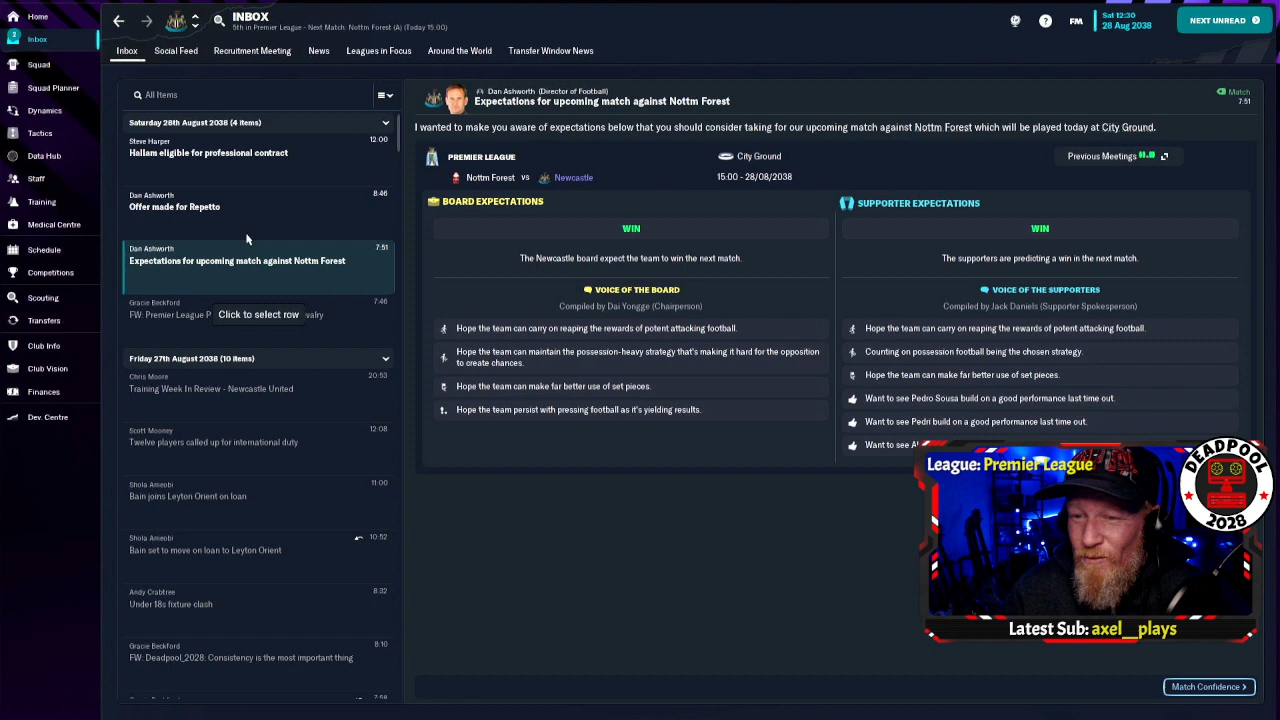 Home
2
Inbox
Squad
Squad Planner
Dynamics
Tactics
Data Hub
Staff
Training
Medical Centre
Schedule
Competitions
Scouting
Transfers
Club Info
Club Vision
Finances
Dev. Centre
INBOX
5th in Premier League - Next Match: Nottm Forest (A) (Today 15:00)
?
FM
Sat 12:30
28 Aug 2038
NEXT UNREAD
Inbox
Social Feed
Recruitment Meeting
News
Leagues in Focus
Around the World
Transfer Window News
All Items
Saturday 28th August 2038 (4 items)
Steve Harper 12:00
Hallam eligible for professional contract
Dan Ashworth 8:46
Offer made for Repetto
Dan Ashworth 7:51
Expectations for upcoming match against Nottm Forest
Gracie Beckford 7:46
FW: Premier League P
valry
Click to select row
Friday 27th August 2038 (10 items)
Chris Moore 20:53
Training Week In Review - Newcastle United
Scott Mooney 12:08
Twelve players called up for international duty
Shola Ameobi 11:00
Bain joins Leyton Orient on loan
Shola Ameobi 10:52
Bain set to move on loan to Leyton Orient
Andy Crabtree 8:32
Under 18s fixture clash
Gracie Beckford 8:10
FW: Deadpool_2028: Consistency is the most important thing
7:58
Dan Ashworth (Director of Football)
Expectations for upcoming match against Nottm Forest
Match
7:51
I wanted to make you aware of expectations below that you should consider taking for our upcoming match against Nottm Forest which will be played today at City Ground.
PREMIER LEAGUE
City Ground
Previous Meetings
Nottm Forest vs Newcastle
15:00 - 28/08/2038
BOARD EXPECTATIONS
WIN
The Newcastle board expect the team to win the next match.
VOICE OF THE BOARD
Compiled by Dai Yongge (Chairperson)
Hope the team can carry on reaping the rewards of potent attacking football.
Hope the team can maintain the possession-heavy strategy that's making it hard for the opposition
to create chances.
Hope the team can make far better use of set pieces.
Hope the team persist with pressing football as it's yielding results.
SUPPORTER EXPECTATIONS
WIN
The supporters are predicting a win in the next match.
VOICE OF THE SUPPORTERS
Compiled by Jack Daniels (Supporter Spokesperson)
Hope the team can carry on reaping the rewards of potent attacking football.
Counting on possession football being the chosen strategy.
Hope the team can make far better use of set pieces.
Want to see Pedro Sousa build on a good performance last time out.
Want to see Pedri build on a good performance last time out.
Want to see
League: Premier League
DEADPOOL
2028
Latest Sub: axel__plays
Match Confidence